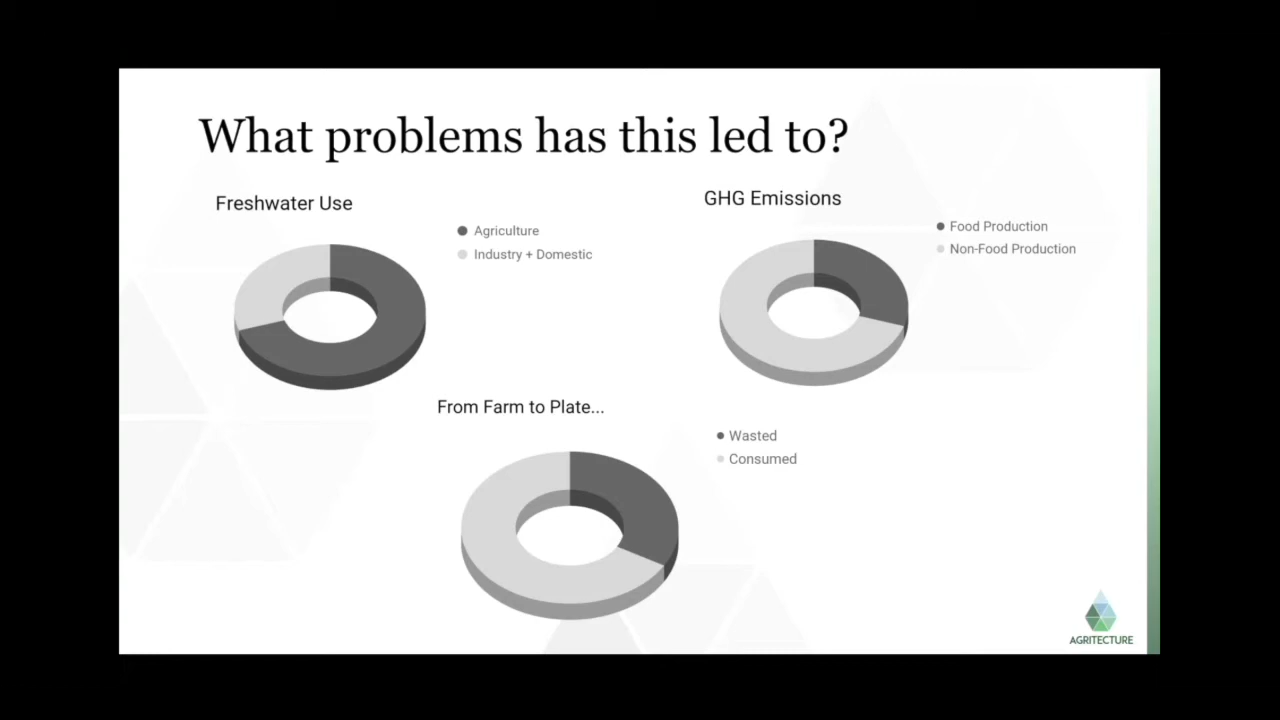 What problems has this led to?
Freshwater Use
Agriculture
Industry + Domestic
GHG Emissions
Food Production
Non-Food Production
From Farm to Plate...
Wasted
Consumed
AGRITECTURE